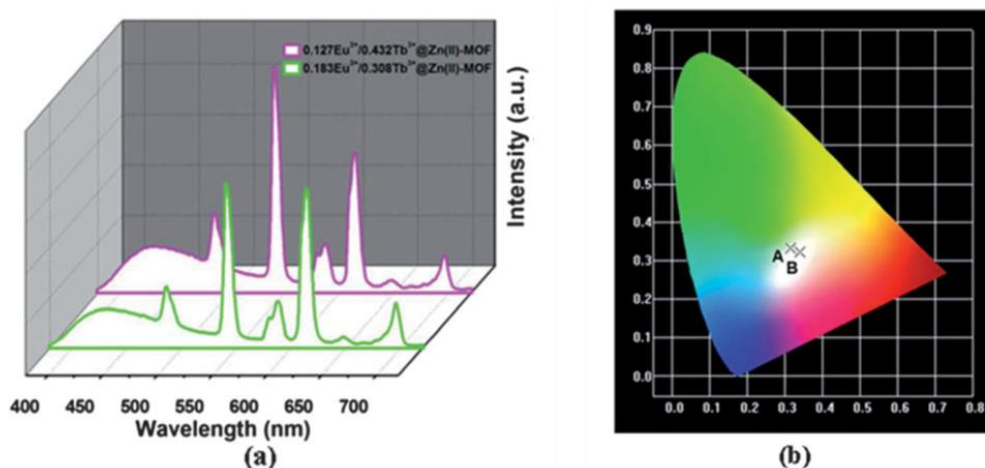 0.127Eu³⁺/0.432Tb³⁺@Zn(II)-MOF
0.183Eu³⁺/0.308Tb³⁺@Zn(II)-MOF
Intensity (a.u.)
400 450 500 550 600 650 700
Wavelength (nm)
(a)
0.9
0.8
0.7
0.6
0.5
0.4
0.3
0.2
0.1
0.0
A
B
0.0 0.1 0.2 0.3 0.4 0.5 0.6 0.7 0.8
(b)